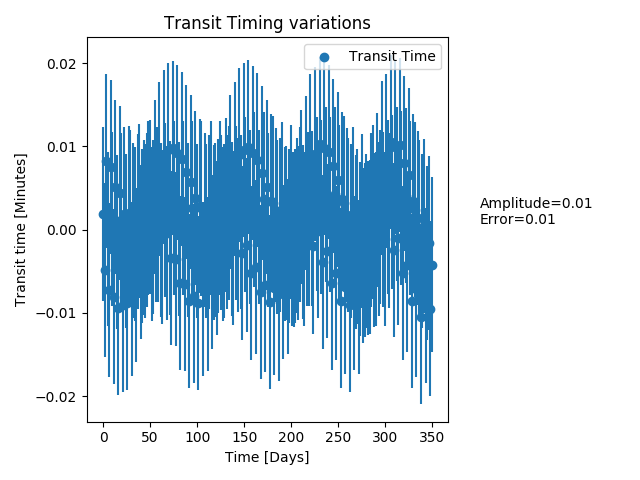 Transit Timing variations
Transit Time
0.02
0.01
0.00
−0.01
−0.02
Transit time [Minutes]
0
50
100
150
200
250
300
350
Time [Days]
Amplitude=0.01
Error=0.01